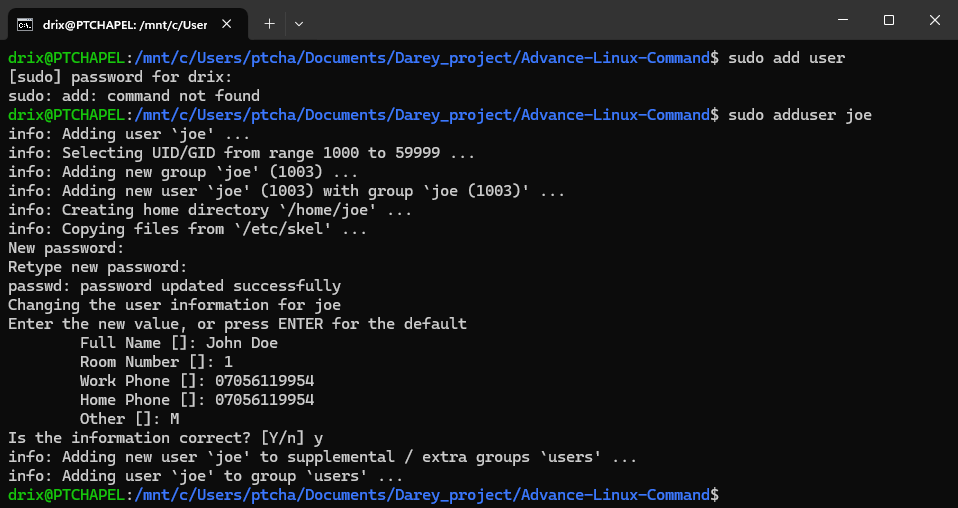 drix@PTCHAPEL: /mnt/c/User
drix@PTCHAPEL:/mnt/c/Users/ptcha/Documents/Darey_project/Advance-Linux-Command$ sudo add user
[sudo] password for drix:
sudo: add: command not found
drix@PTCHAPEL:/mnt/c/Users/ptcha/Documents/Darey_project/Advance-Linux-Command$ sudo adduser joe
info: Adding user `joe' ...
info: Selecting UID/GID from range 1000 to 59999 ...
info: Adding new group `joe' (1003) ...
info: Adding new user `joe' (1003) with group `joe (1003)' ...
info: Creating home directory `/home/joe' ...
info: Copying files from `/etc/skel' ...
New password:
Retype new password:
passwd: password updated successfully
Changing the user information for joe
Enter the new value, or press ENTER for the default
        Full Name []: John Doe
        Room Number []: 1
        Work Phone []: 07056119954
        Home Phone []: 07056119954
        Other []: M
Is the information correct? [Y/n] y
info: Adding new user `joe' to supplemental / extra groups `users' ...
info: Adding user `joe' to group `users' ...
drix@PTCHAPEL:/mnt/c/Users/ptcha/Documents/Darey_project/Advance-Linux-Command$